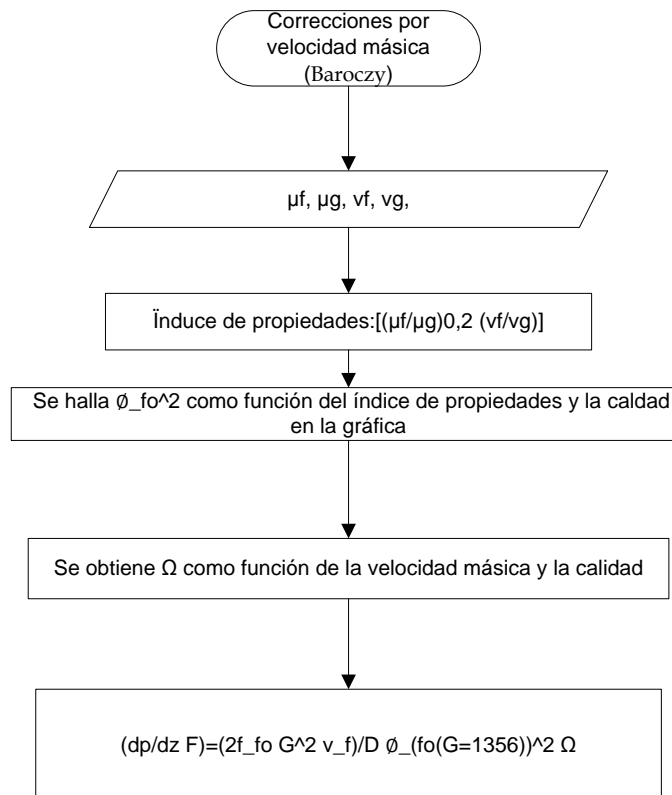 Correcciones por
velocidad másica
(Baroczy)
μf, μg, vf, vg,
Ïnduce de propiedades:[(μf/μg)0,2 (vf/vg)]
Se halla ∅_fo^2 como función del índice de propiedades y la caldad
en la gráfica
Se obtiene Ω como función de la velocidad másica y la calidad
(dp/dz F)=(2f_fo G^2 v_f)/D ∅_(fo(G=1356))^2 Ω